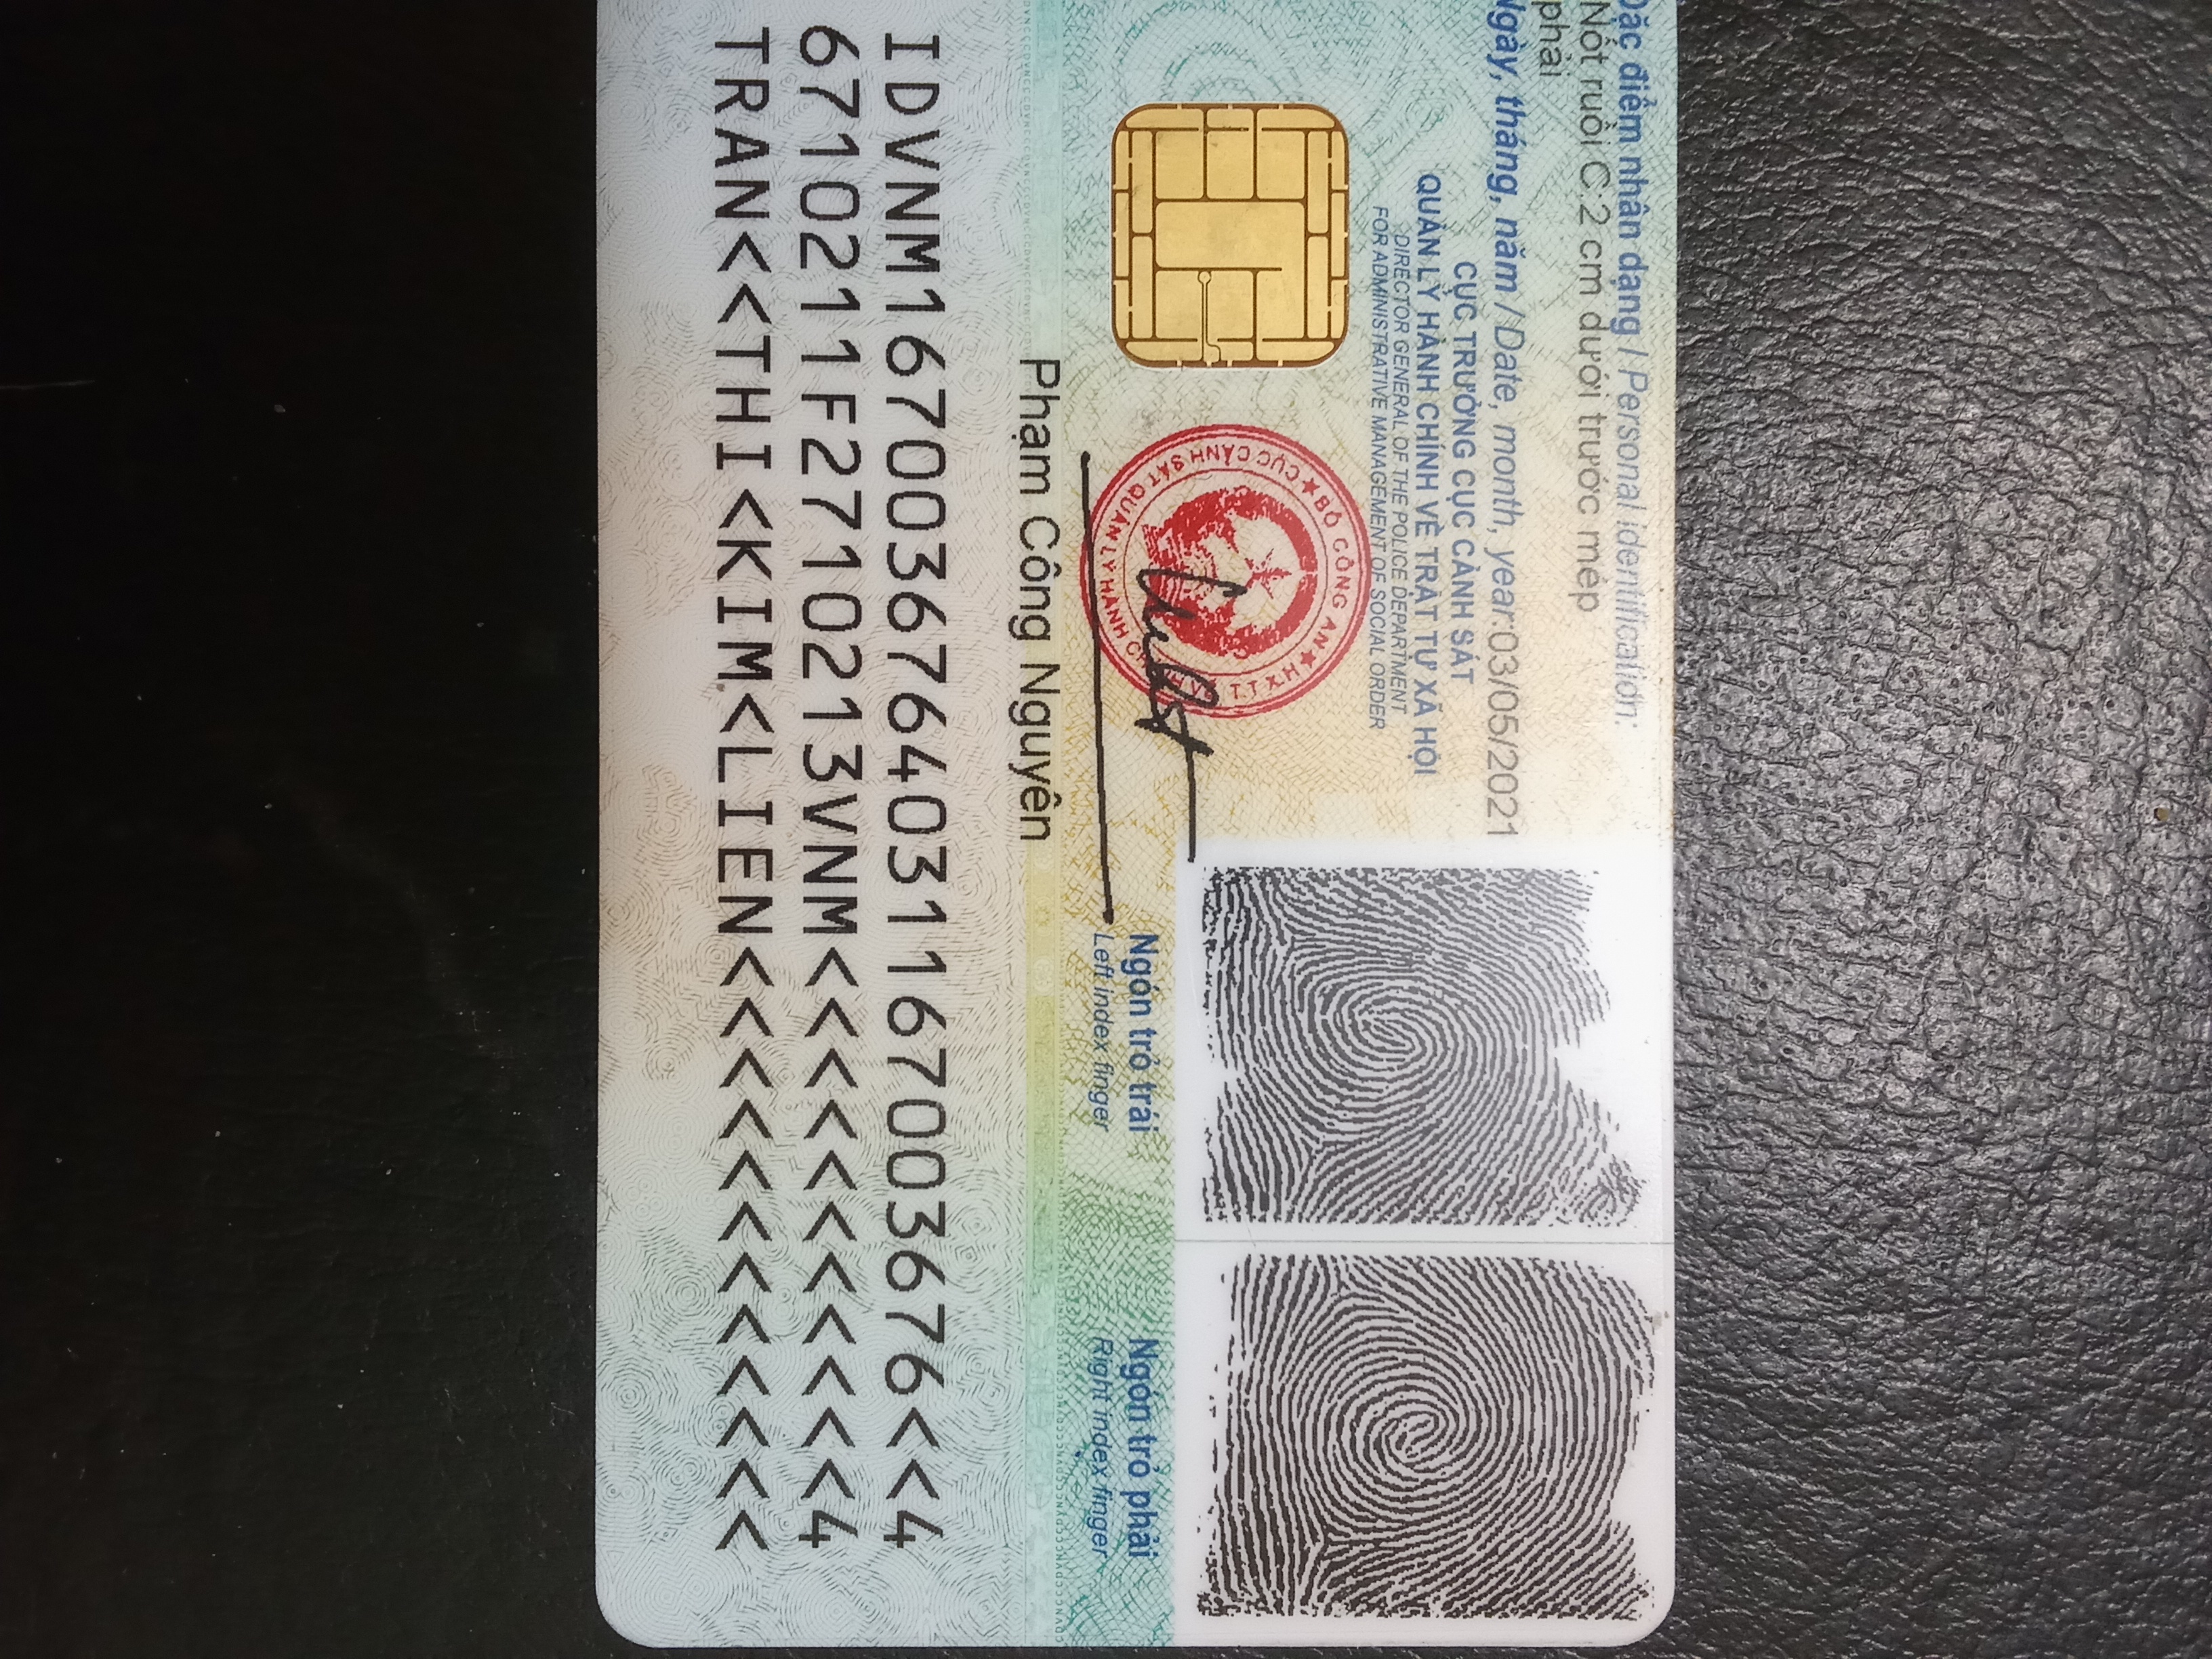 Đặc điểm nhân dạng / Personal identification:
Nốt ruồi C.2 cm dưới trước mép
phải
Ngày, tháng, năm / Date, month, year:03/05/2021
CỤC TRƯỞNG CỤC CẢNH SÁT
QUẢN LÝ HÀNH CHÍNH VỀ TRẬT TỰ XÃ HỘI
DIRECTOR GENERAL OF THE POLICE DEPARTMENT
FOR ADMINISTRATIVE MANAGEMENT OF SOCIAL ORDER
BỘ CÔNG AN
CỤC CẢNH SÁT QUẢN LÝ HÀNH CHÍNH VỀ T.T.X.H
Phạm Công Nguyên
Ngón trỏ trái
Left index finger
Ngón trỏ phải
Right index finger
IDVNM1670036764031167003676<<4
6710211F2710213VNM<<<<<<<<<<<4
TRAN<<THI<KIM<LIEN<<<<<<<<<<<<